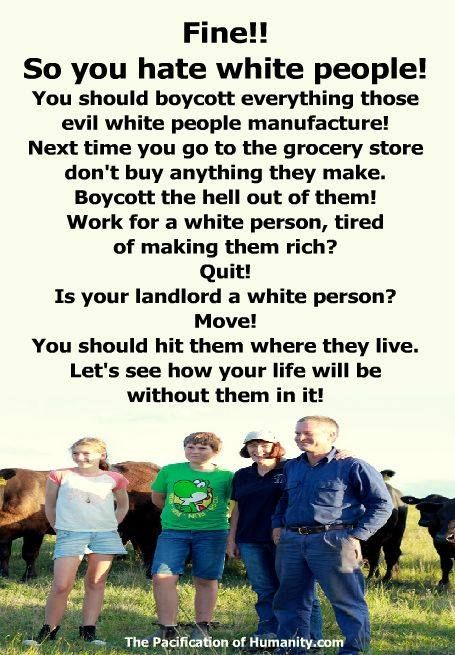 Fine!!
So you hate white people!
You should boycott everything those
evil white people manufacture!
Next time you go to the grocery store
don't buy anything they make.
Boycott the hell out of them!
Work for a white person, tired
of making them rich?
Quit!
Is your landlord a white person?
Move!
You should hit them where they live.
Let's see how your life will be
without them in it!
The Pacification of Humanity.com